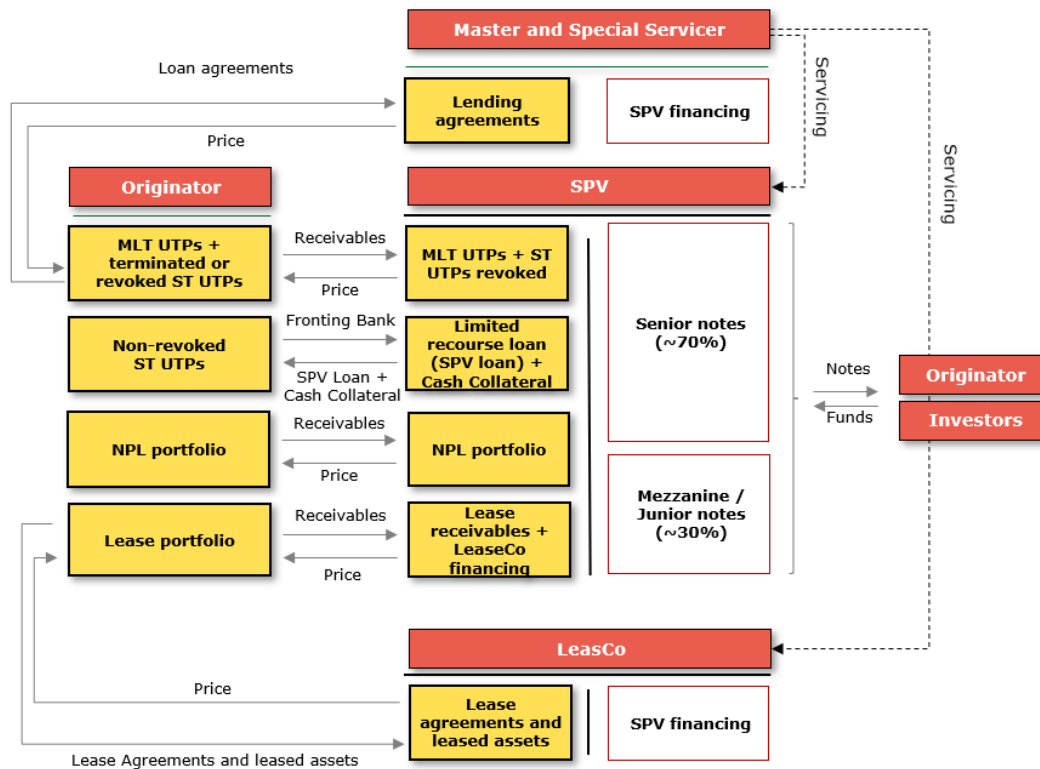 Master and Special Servicer
Loan agreements
Lending
agreements
SPV financing
Servicing
Servicing
Price
Originator
SPV
MLT UTPs +
terminated or
revoked ST UTPs
Receivables
Price
MLT UTPs + ST
UTPs revoked
Non-revoked
ST UTPs
Fronting Bank
SPV Loan +
Cash Collateral
Limited
recourse loan
(SPV loan) +
Cash Collateral
Senior notes
(~70%)
Notes
Funds
Originator
Investors
NPL portfolio
Receivables
Price
NPL portfolio
Lease portfolio
Receivables
Price
Lease
receivables +
LeaseCo
financing
Mezzanine /
Junior notes
(~30%)
LeasCo
Price
Lease
agreements and
leased assets
SPV financing
Lease Agreements and leased assets